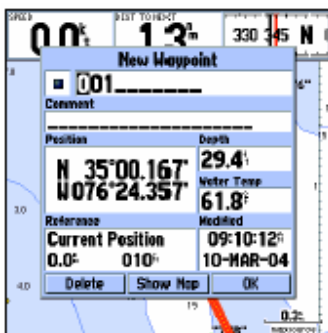 SPEED
DIST TO NEXT
0.0
1.3
330 345 N
New Waypoint
001_______
Comment
Position
Depth
N 35°00.167'
W076°24.357'
29.4
Water Temp
61.8
Reference
Modified
Current Position
09:10:12
0.0
010
10-MAR-04
Delete
Show Map
OK
3.0
4.0
15
0.2